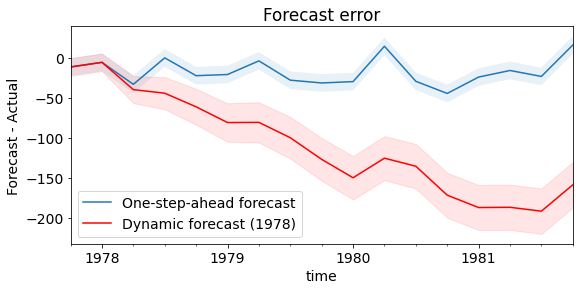 Forecast error
Forecast - Actual
0
−50
−100
−150
−200
One-step-ahead forecast
Dynamic forecast (1978)
1978 1979 1980 1981
time